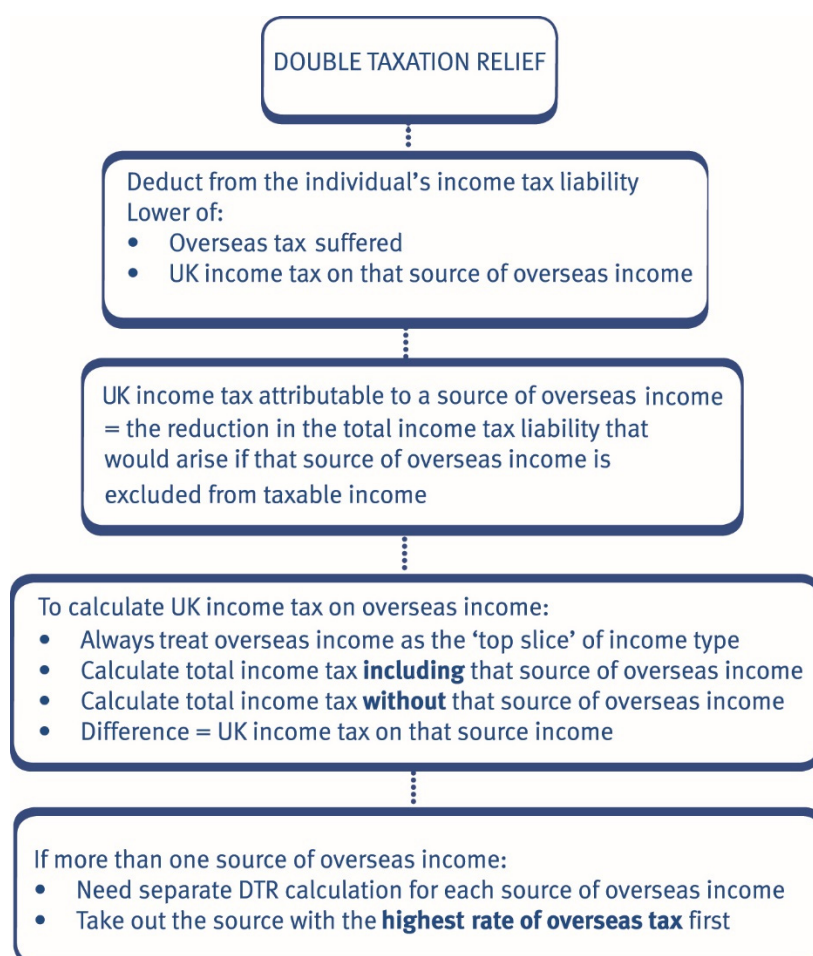 DOUBLE TAXATION RELIEF
Deduct from the individual’s income tax liability
Lower of:
• Overseas tax suffered
• UK income tax on that source of overseas income
UK income tax attributable to a source of overseas income
= the reduction in the total income tax liability that
would arise if that source of overseas income is
excluded from taxable income
To calculate UK income tax on overseas income:
• Always treat overseas income as the ‘top slice’ of income type
• Calculate total income tax including that source of overseas income
• Calculate total income tax without that source of overseas income
• Difference = UK income tax on that source income
If more than one source of overseas income:
• Need separate DTR calculation for each source of overseas income
• Take out the source with the highest rate of overseas tax first